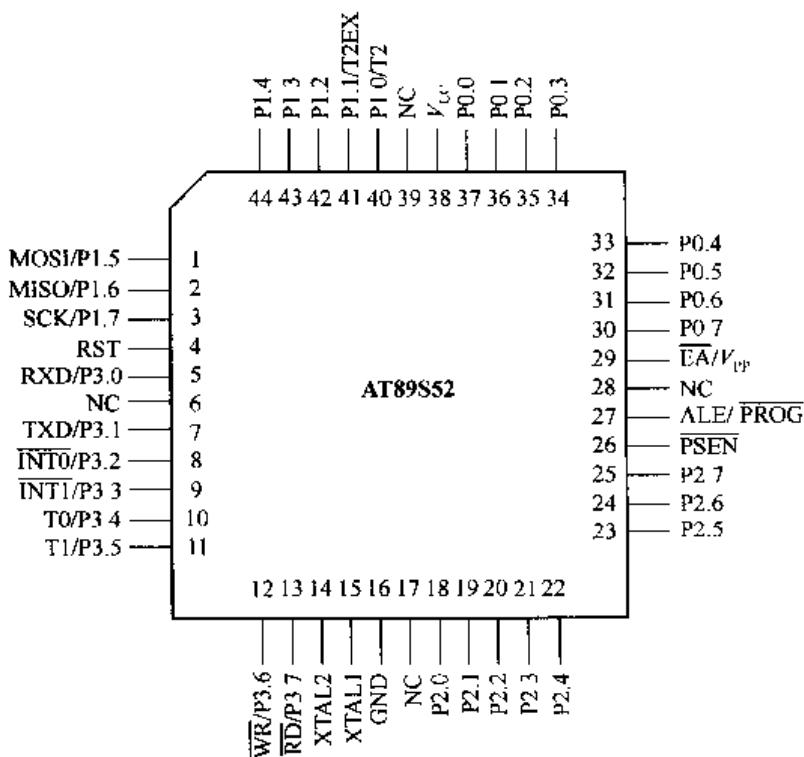 P1.4
P1 3
P1.2
P1.1/T2EX
P1 0/T2
NC
VCC
P0.0
P0 1
P0.2
P0.3
44 43 42 41 40 39 38 37 36 35 34
MOSI/P1.5 1
MISO/P1.6 2
SCK/P1.7 3
RST 4
RXD/P3.0 5
NC 6
TXD/P3.1 7
INT0/P3.2 8
INT1/P3 3 9
T0/P3 4 10
T1/P3.5 11
AT89S52
33 P0.4
32 P0.5
31 P0.6
30 P0 7
29 EA/VPP
28 NC
27 ALE/ PROG
26 PSEN
25 P2 7
24 P2.6
23 P2.5
12 13 14 15 16 17 18 19 20 21 22
WR/P3.6
RD/P3 7
XTAL2
XTAL1
GND
NC
P2.0
P2.1
P2.2
P2 3
P2.4